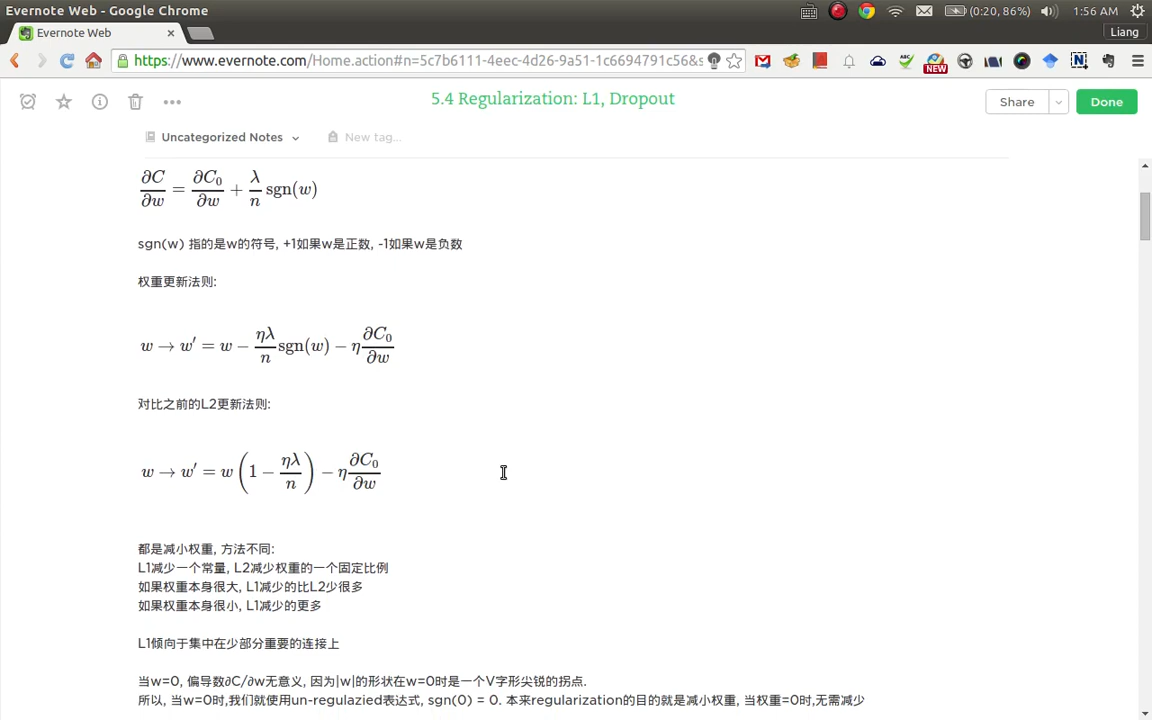 Evernote Web - Google Chrome
(0:20, 86%)
1:56 AM
Evernote Web
Liang
https://www.evernote.com/Home.action#n=5c7b6111-4eec-4d26-9a51-1c6694791c56&s
NEW
5.4 Regularization: L1, Dropout
Share
Done
Uncategorized Notes
New tag...
∂C/∂w = ∂C₀/∂w + λ/n sgn(w)
sgn(w) 指的是w的符号, +1如果w是正数, -1如果w是负数
权重更新法则:
w → w′ = w − ηλ/n sgn(w) − η ∂C₀/∂w
对比之前的L2更新法则:
w → w′ = w (1 − ηλ/n) − η ∂C₀/∂w
都是减小权重, 方法不同:
L1减少一个常量, L2减少权重的一个固定比例
如果权重本身很大, L1减少的比L2少很多
如果权重本身很小, L1减少的更多
L1倾向于集中在少部分重要的连接上
当w=0, 偏导数∂C/∂w无意义, 因为|w|的形状在w=0时是一个V字形尖锐的拐点.
所以, 当w=0时,我们就使用un-regulazied表达式, sgn(0) = 0. 本来regularization的目的就是减小权重, 当权重=0时,无需减少